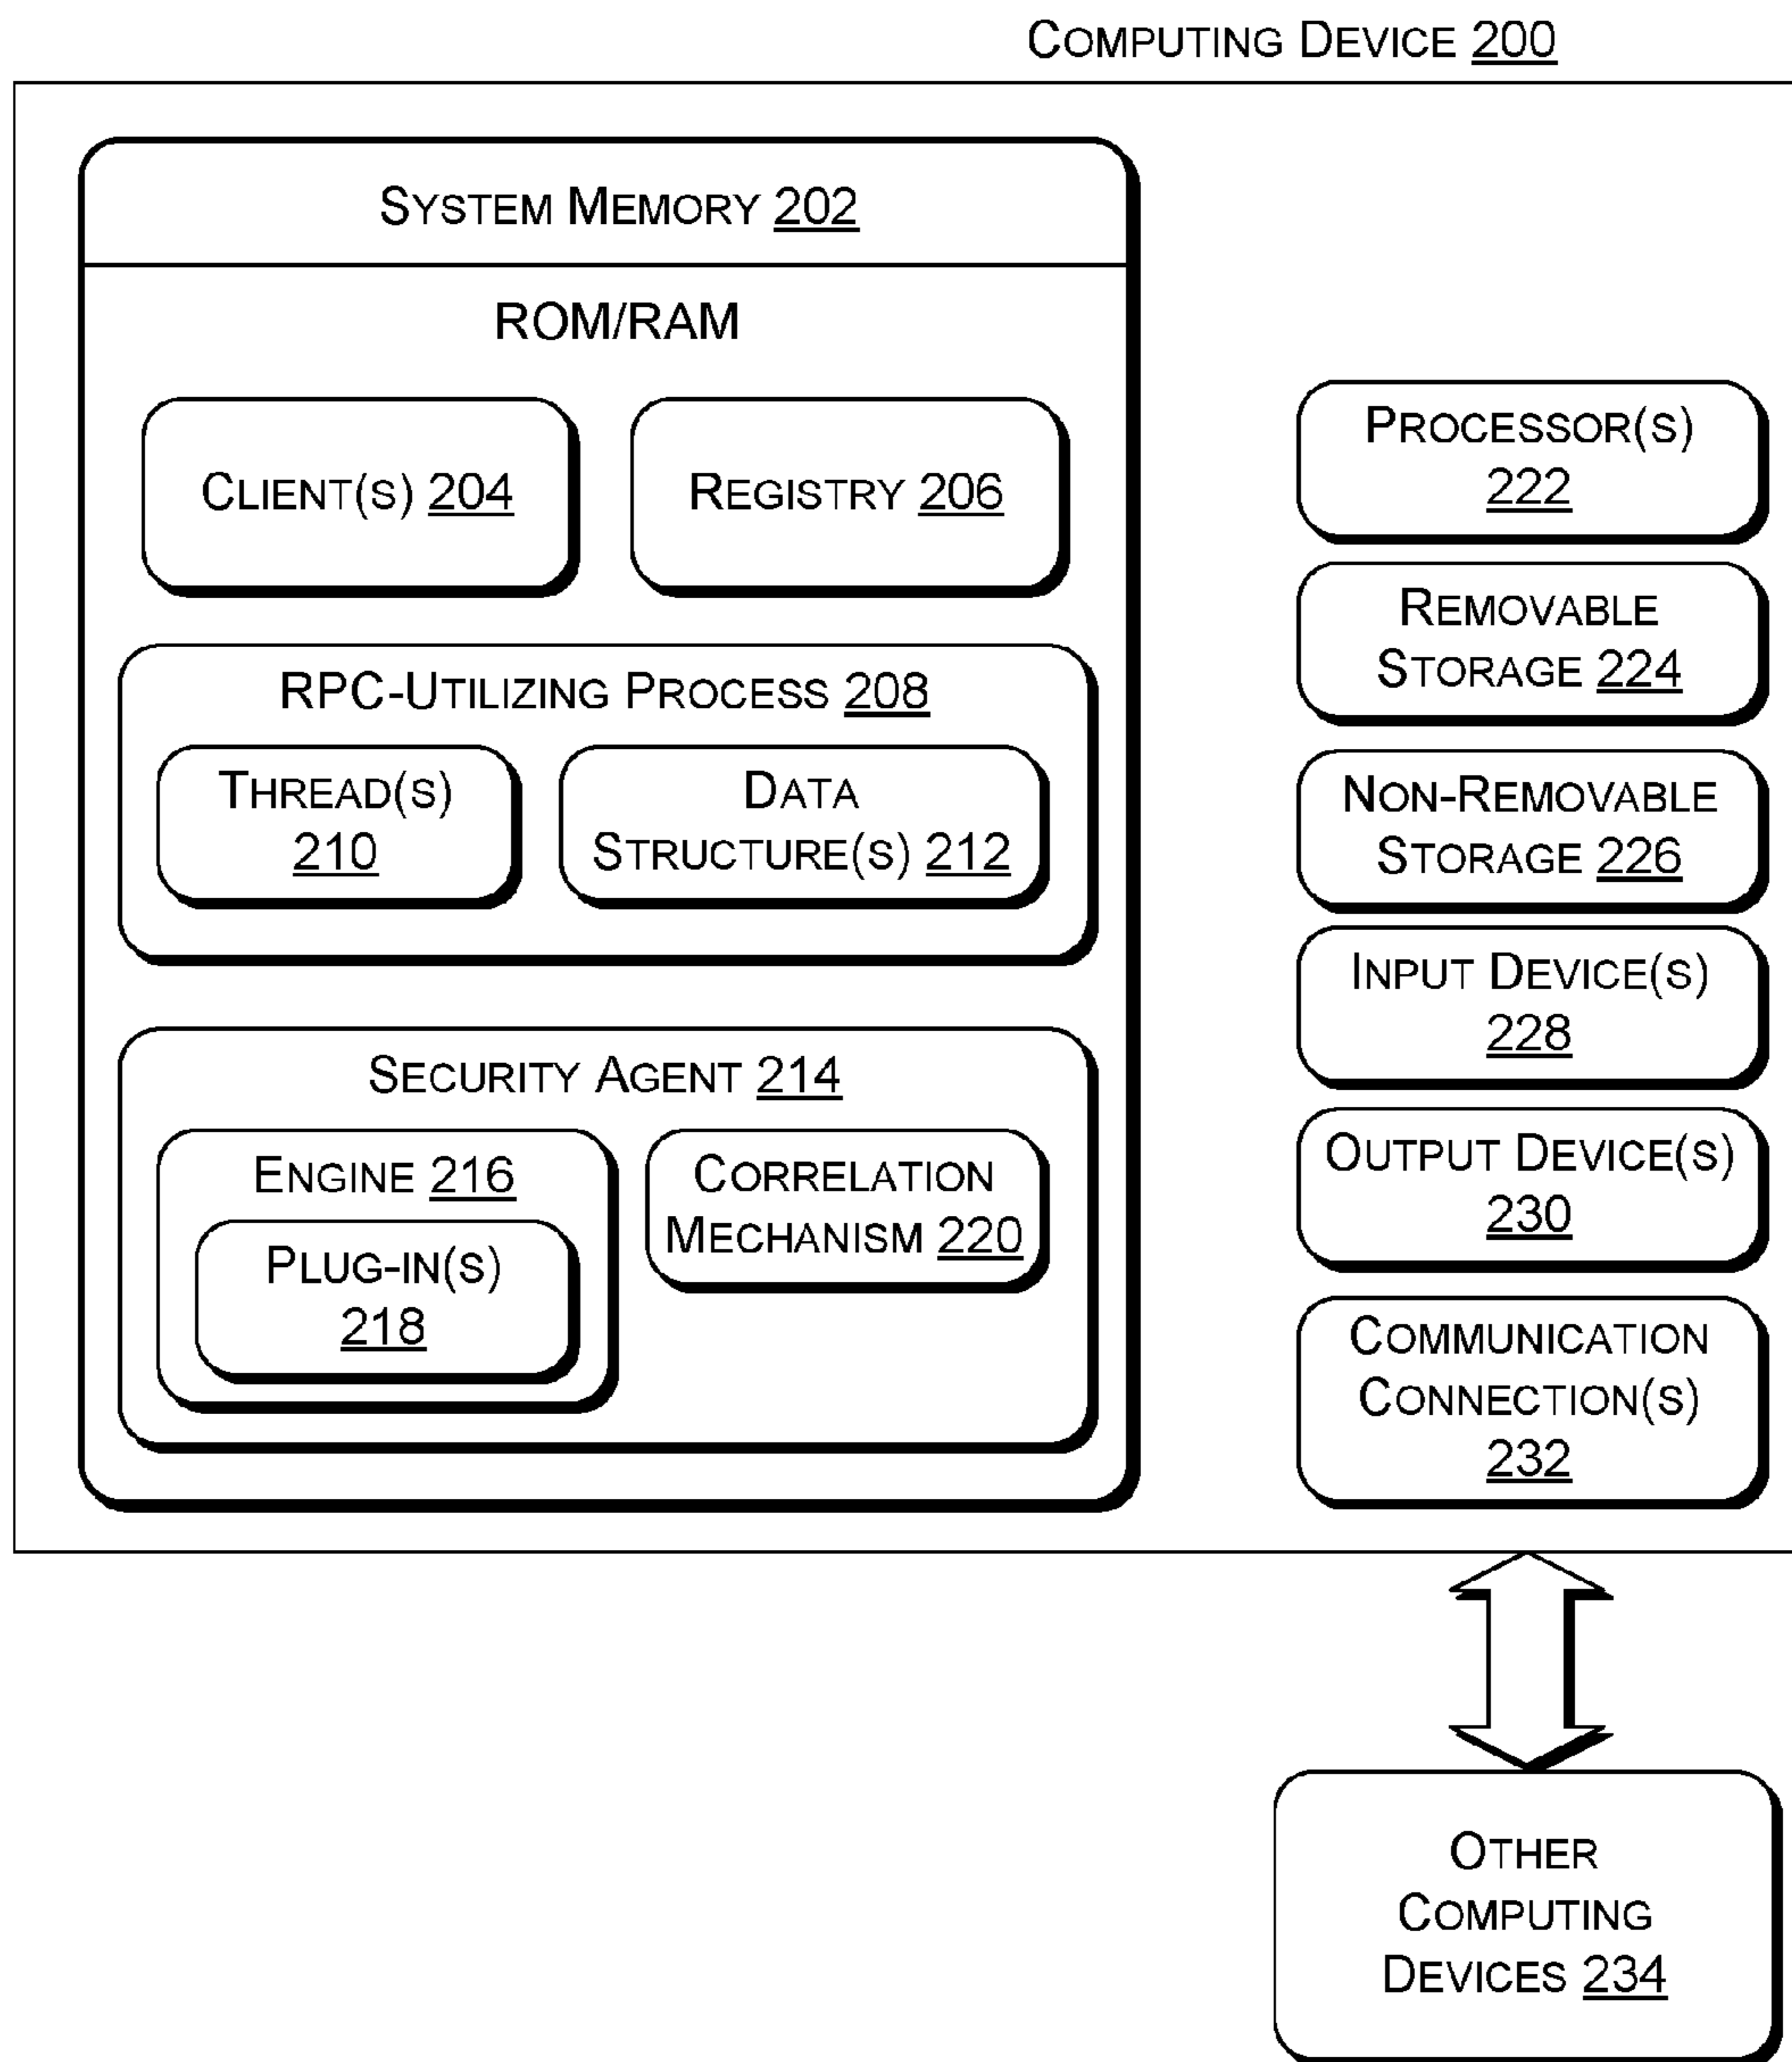 COMPUTING DEVICE 200
SYSTEM MEMORY 202
ROM/RAM
CLIENT(S) 204
REGISTRY 206
RPC-UTILIZING PROCESS 208
THREAD(S)
210
DATA
STRUCTURE(S) 212
SECURITY AGENT 214
ENGINE 216
PLUG-IN(S)
218
CORRELATION
MECHANISM 220
PROCESSOR(S)
222
REMOVABLE
STORAGE 224
NON-REMOVABLE
STORAGE 226
INPUT DEVICE(S)
228
OUTPUT DEVICE(S)
230
COMMUNICATION
CONNECTION(S)
232
OTHER
COMPUTING
DEVICES 234